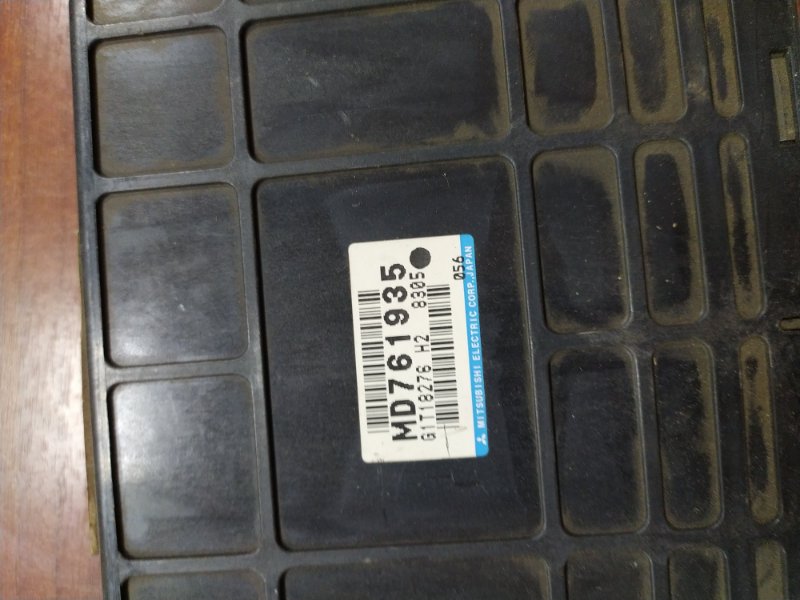 MD761935
G1T18276 H2 8305
056
MITSUBISHI ELECTRIC CORP. JAPAN